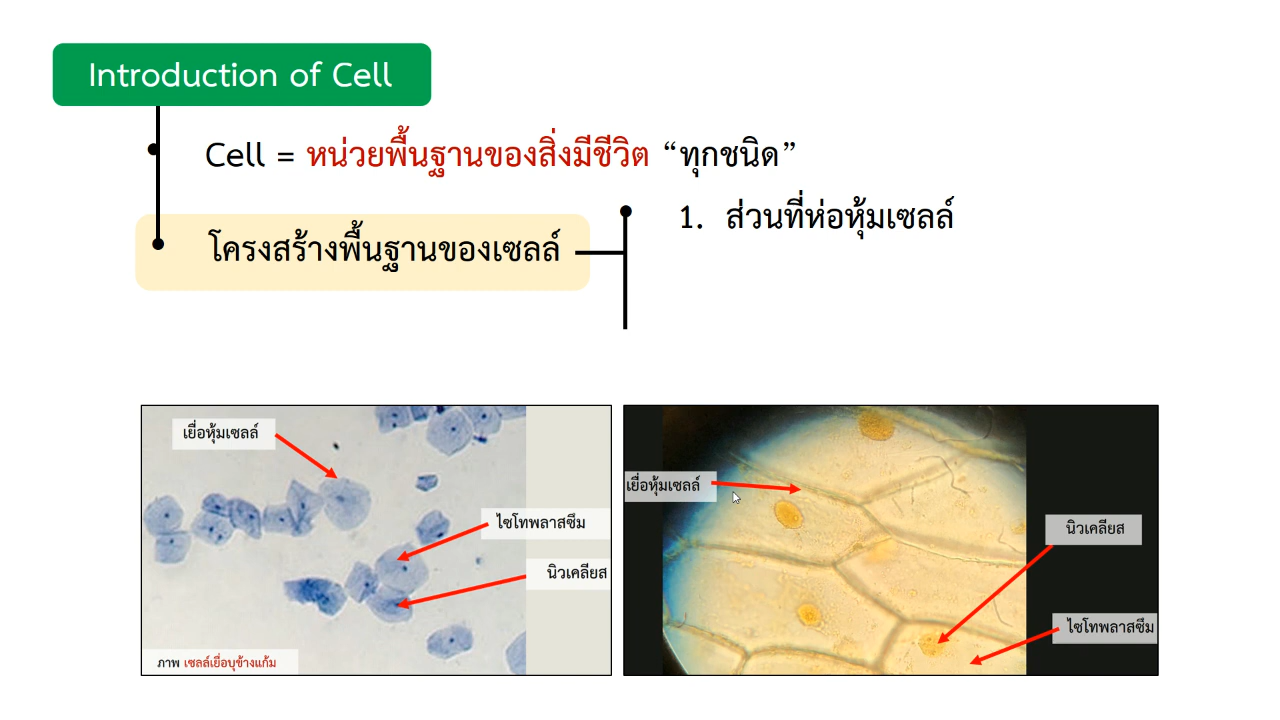 Introduction of Cell
Cell = หน่วยพื้นฐานของสิ่งมีชีวิต “ทุกชนิด”
โครงสร้างพื้นฐานของเซลล์
1. ส่วนที่ห่อหุ้มเซลล์
เยื่อหุ้มเซลล์
ไซโทพลาสซึม
นิวเคลียส
ภาพ เซลล์เยื่อบุข้างแก้ม
เยื่อหุ้มเซลล์
นิวเคลียส
ไซโทพลาสซึม